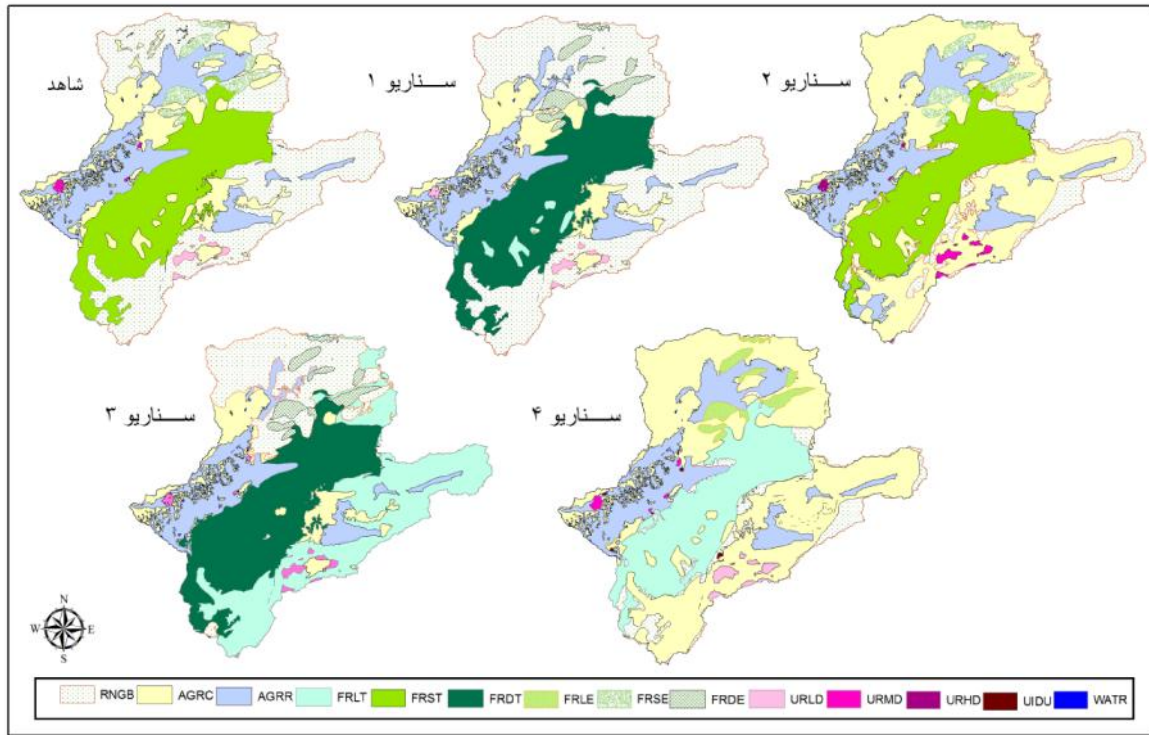 شاهد
سناریو ۱
سناریو ۲
سناریو ۳
سناریو ۴
N
W E
S
RNGB AGRC AGRR FRLT FRST FRDT FRLE FRSE FRDE URLD URMD URHD UIDU WATR